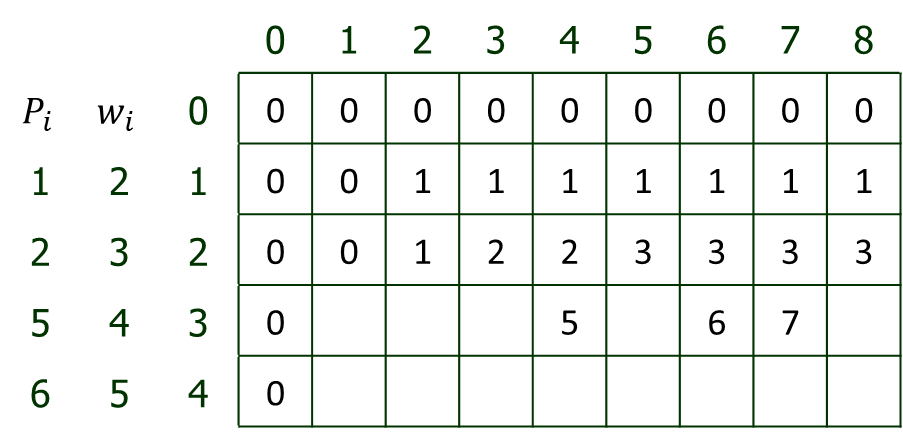 0 1 2 3 4 5 6 7 8
Pᵢ wᵢ 0 0 0 0 0 0 0 0 0 0
1 2 1 0 0 1 1 1 1 1 1 1
2 3 2 0 0 1 2 2 3 3 3 3
5 4 3 0 5 6 7
6 5 4 0